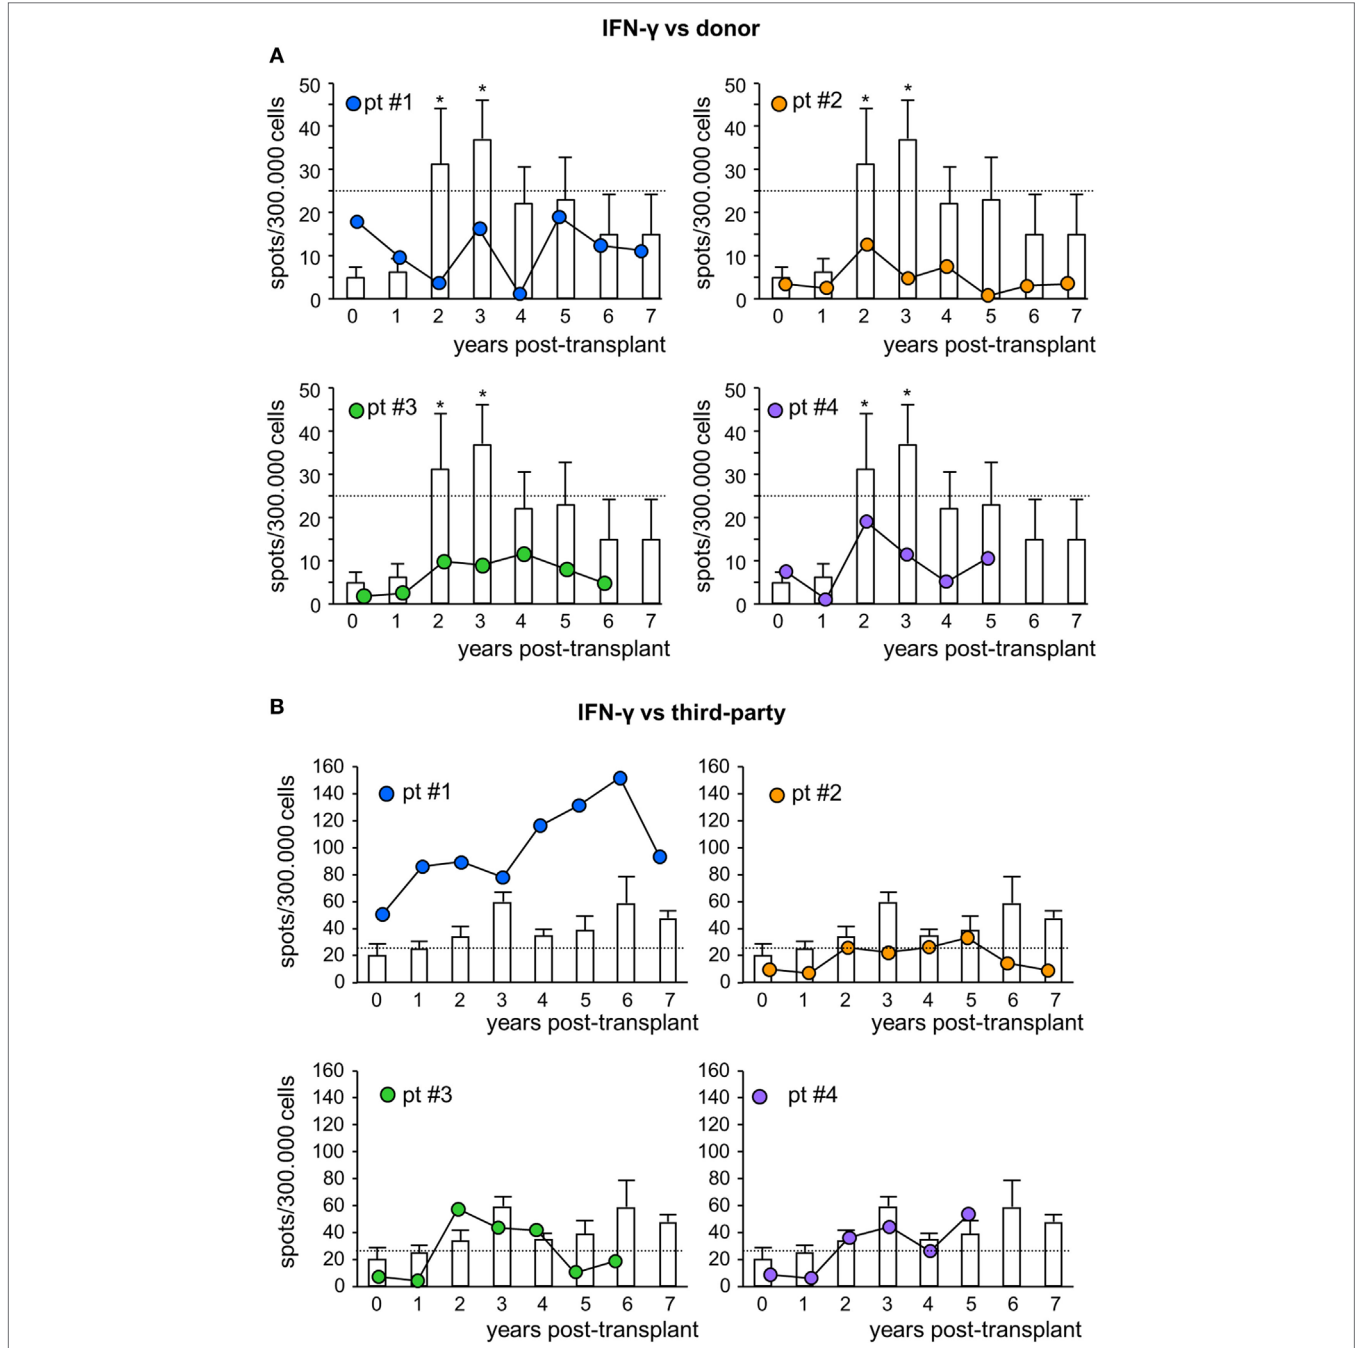 IFN-γ vs donor
A
50
40
30
20
10
0
spots/300.000 cells
pt #1
* *
0 1 2 3 4 5 6 7
years post-transplant
50
40
30
20
10
0
spots/300.000 cells
pt #2
* *
0 1 2 3 4 5 6 7
years post-transplant
50
40
30
20
10
0
spots/300.000 cells
pt #3
* *
0 1 2 3 4 5 6 7
years post-transplant
50
40
30
20
10
0
spots/300.000 cells
pt #4
* *
0 1 2 3 4 5 6 7
years post-transplant
B
IFN-γ vs third-party
160
140
120
100
80
60
40
20
0
spots/300.000 cells
pt #1
0 1 2 3 4 5 6 7
years post-transplant
160
140
120
100
80
60
40
20
0
pt #2
0 1 2 3 4 5 6 7
years post-transplant
160
140
120
100
80
60
40
20
0
spots/300.000 cells
pt #3
0 1 2 3 4 5 6 7
years post-transplant
160
140
120
100
80
60
40
20
0
pt #4
0 1 2 3 4 5 6 7
years post-transplant